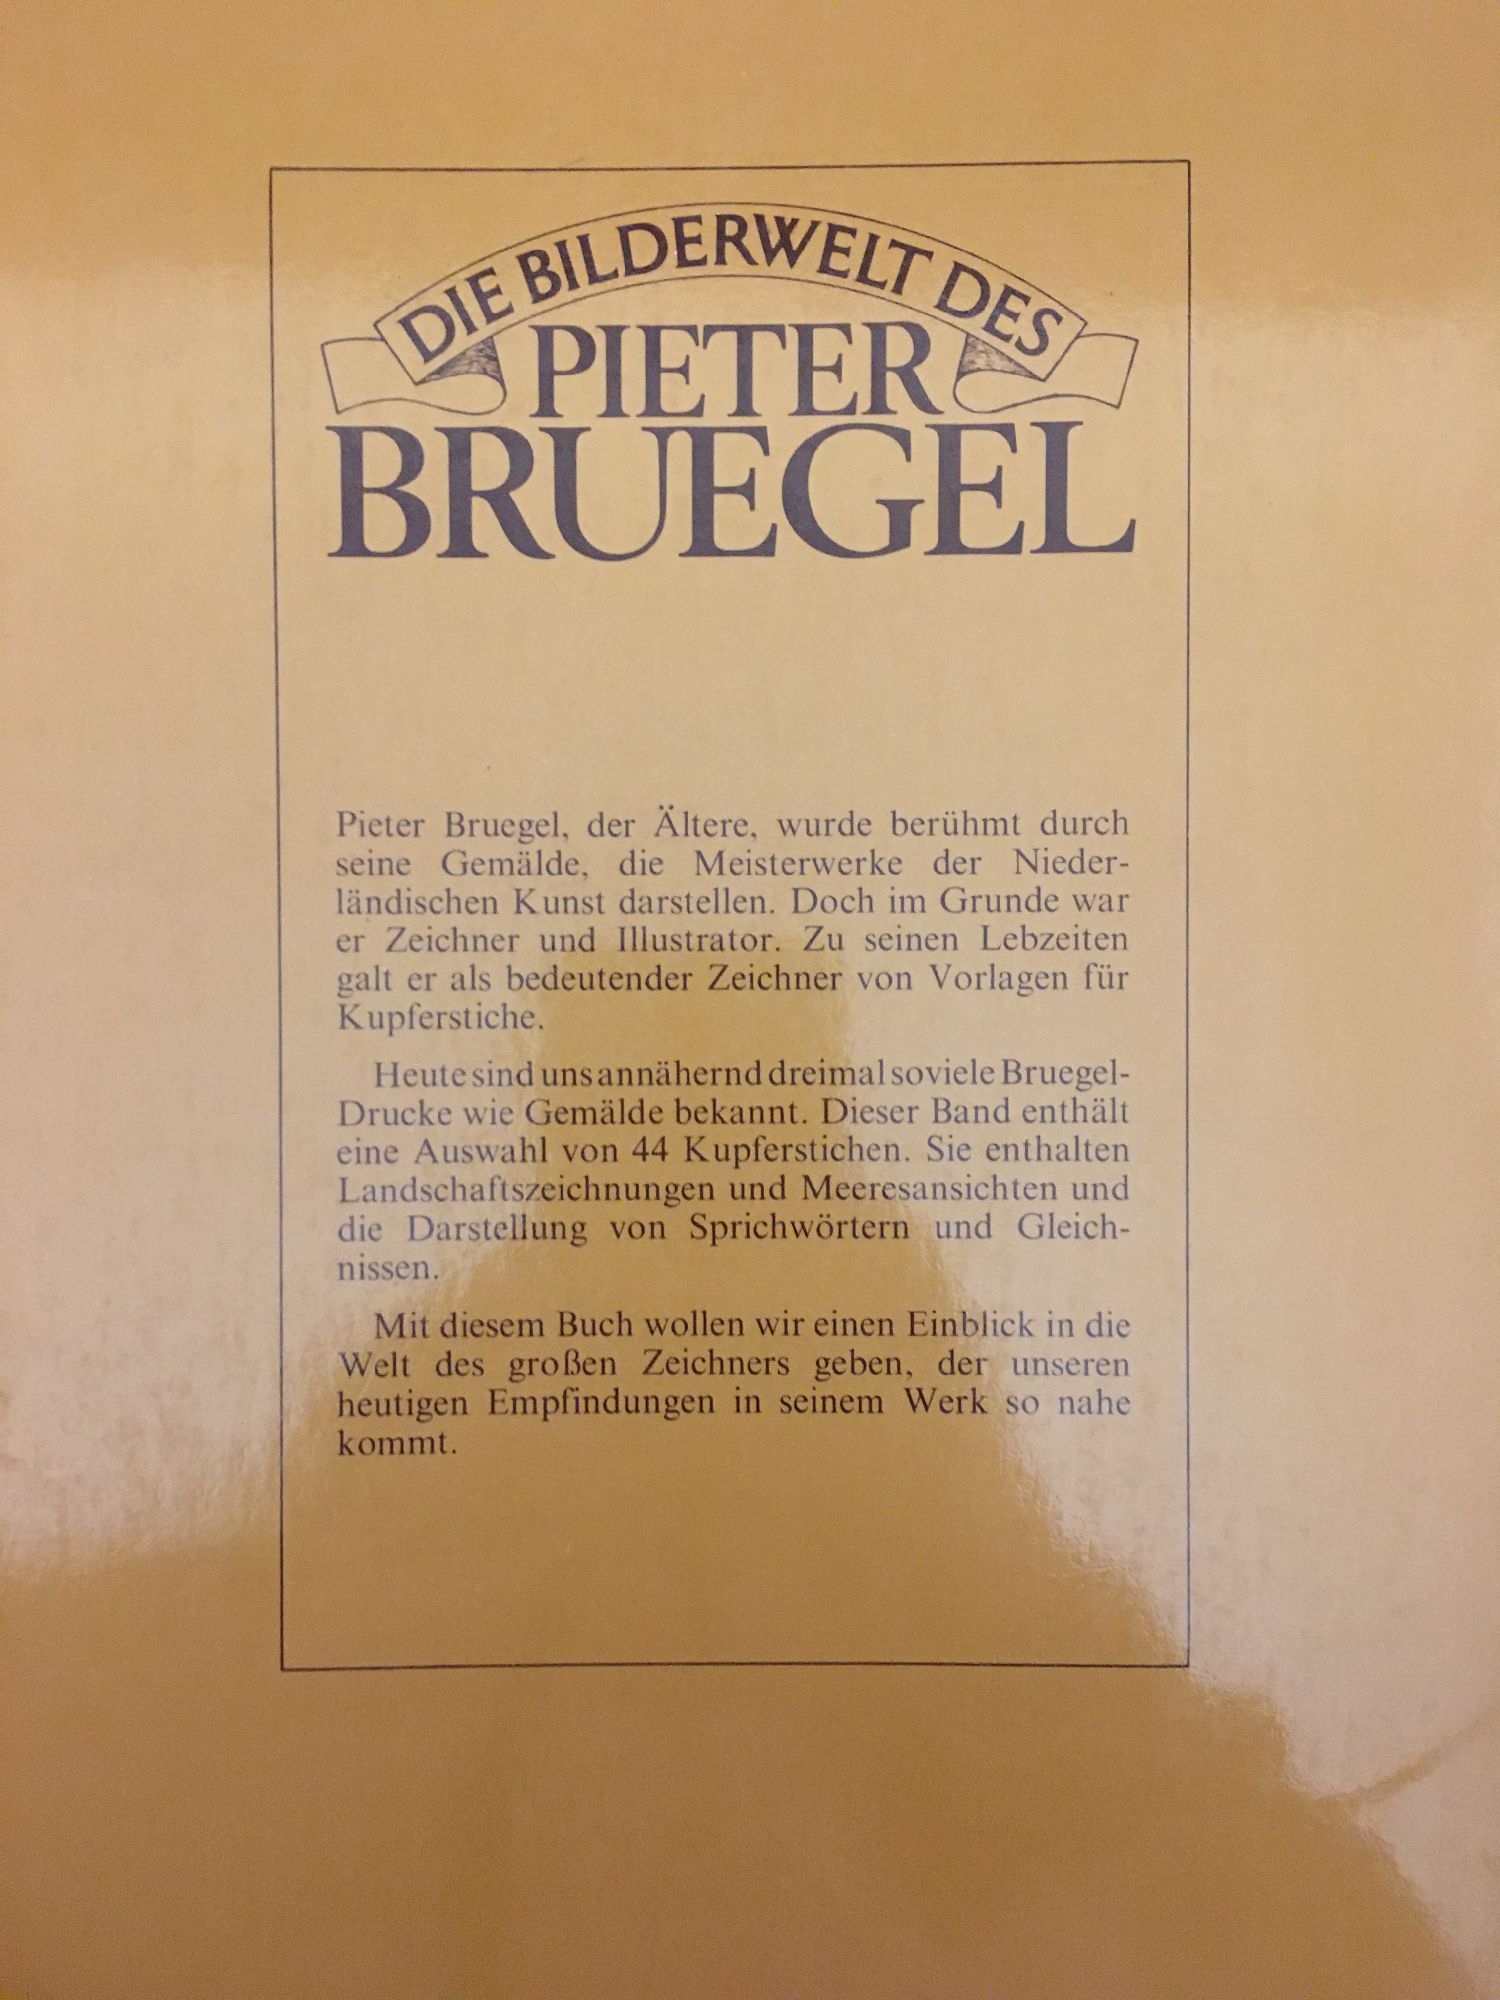 DIE BILDERWELT DES
PIETER
BRUEGEL
Pieter Bruegel, der Ältere, wurde berühmt durch
seine Gemälde, die Meisterwerke der Nieder-
ländischen Kunst darstellen. Doch im Grunde war
er Zeichner und Illustrator. Zu seinen Lebzeiten
galt er als bedeutender Zeichner von Vorlagen für
Kupferstiche.
Heute sind uns annähernd dreimal soviele Bruegel-
Drucke wie Gemälde bekannt. Dieser Band enthält
eine Auswahl von 44 Kupferstichen. Sie enthalten
Landschaftszeichnungen und Meeresansichten und
die Darstellung von Sprichwörtern und Gleich-
nissen.
Mit diesem Buch wollen wir einen Einblick in die
Welt des großen Zeichners geben, der unseren
heutigen Empfindungen in seinem Werk so nahe
kommt.